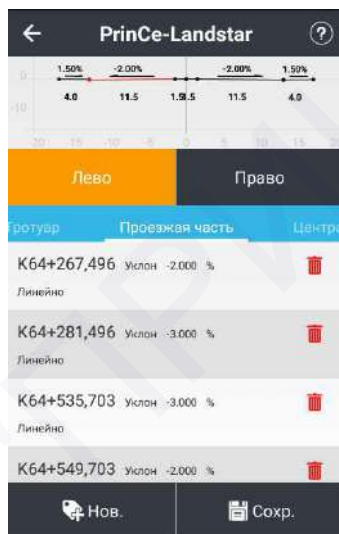 PrinCe-Landstar
?
1.50% -2.00% -2.00% 1.50%
0
4.0 11.5 11.5 4.0
-10
Лево Право
Тротуар Проезжая часть Центр
K64+267,496 Уклон -2.000 %
Линейно
K64+281,496 Уклон -3.000 %
Линейно
K64+535,703 Уклон -3.000 %
Линейно
K64+549,703 Уклон -2.000 %
Нов. Сохр.